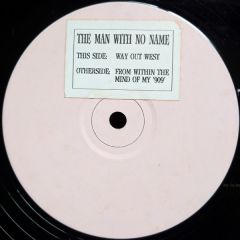 THE MAN WITH NO NAME
THIS SIDE: WAY OUT WEST
OTHERSIDE: FROM WITHIN THE
MIND OF MY '909'